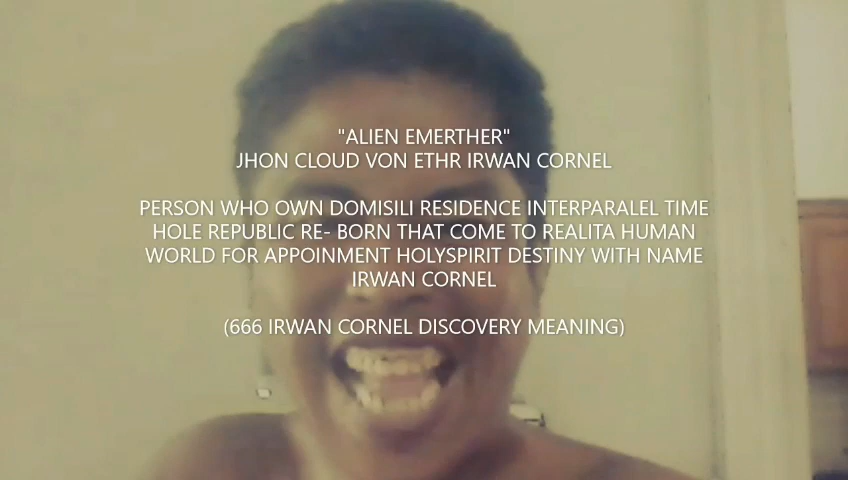 "ALIEN EMERTHER"
JHON CLOUD VON ETHR IRWAN CORNEL
PERSON WHO OWN DOMISILI RESIDENCE INTERPARALEL TIME
HOLE REPUBLIC RE- BORN THAT COME TO REALITA HUMAN
WORLD FOR APPOINMENT HOLYSPIRIT DESTINY WITH NAME
IRWAN CORNEL
(666 IRWAN CORNEL DISCOVERY MEANING)